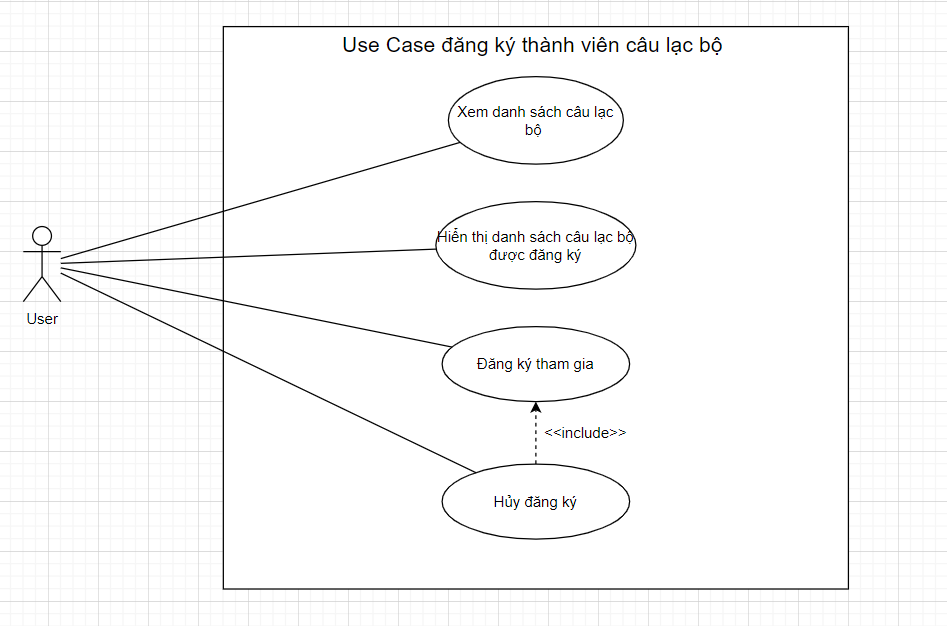 Use Case đăng ký thành viên câu lạc bộ
Xem danh sách câu lạc
bộ
Hiển thị danh sách câu lạc bộ
được đăng ký
User
Đăng ký tham gia
<<include>>
Hủy đăng ký